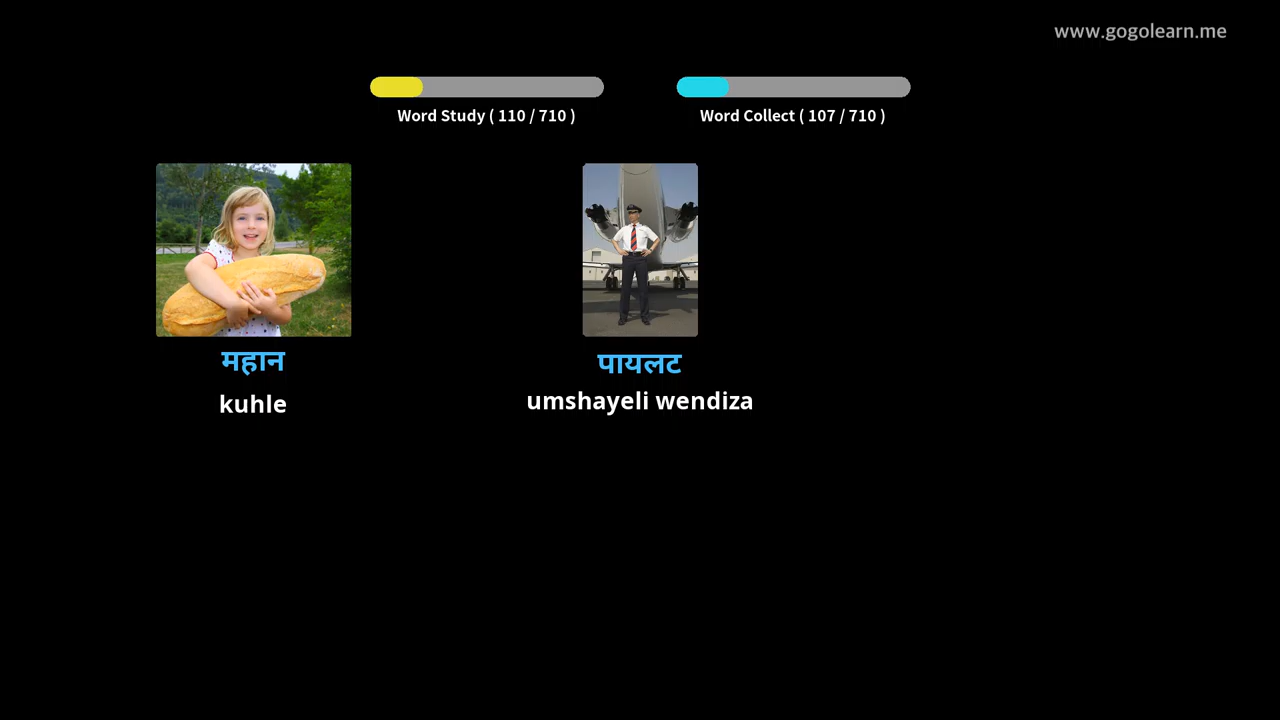 www.gogolearn.me
Word Study ( 110 / 710 )
Word Collect ( 107 / 710 )
महान
kuhle
पायलट
umshayeli wendiza